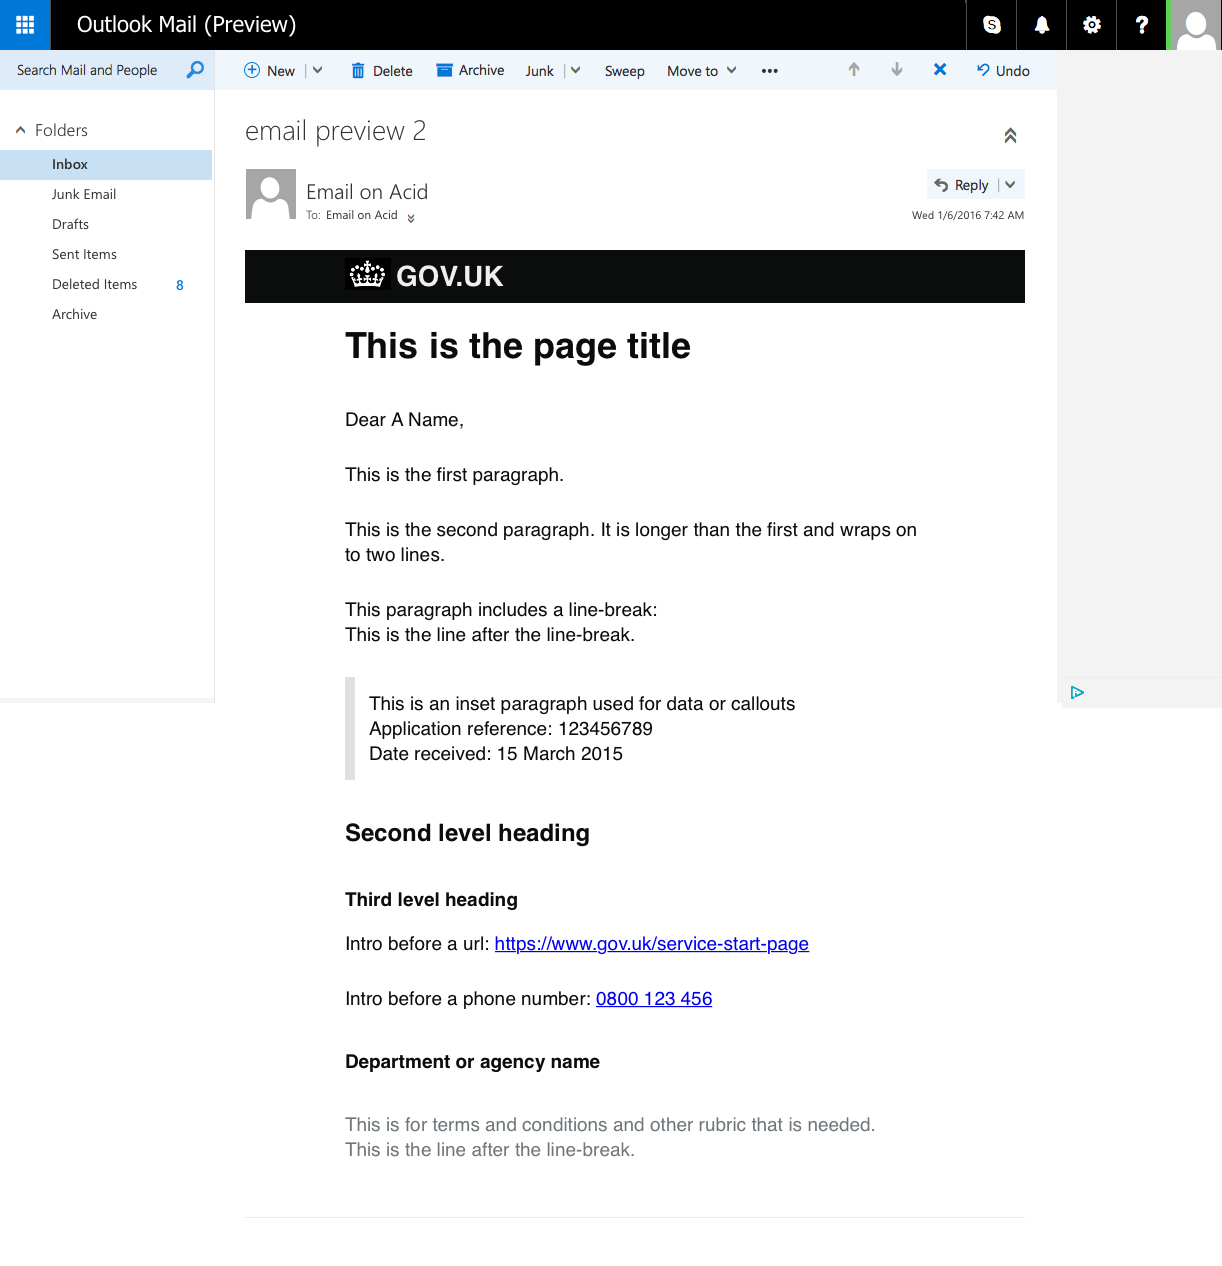 Outlook Mail (Preview)
Search Mail and People
New
Delete
Archive
Junk
Sweep
Move to
Undo
Folders
Inbox
Junk Email
Drafts
Sent Items
Deleted Items 8
Archive
email preview 2
Email on Acid
To: Email on Acid
Reply
Wed 1/6/2016 7:42 AM
GOV.UK
This is the page title
Dear A Name,
This is the first paragraph.
This is the second paragraph. It is longer than the first and wraps on
to two lines.
This paragraph includes a line-break:
This is the line after the line-break.
This is an inset paragraph used for data or callouts
Application reference: 123456789
Date received: 15 March 2015
Second level heading
Third level heading
Intro before a url: https://www.gov.uk/service-start-page
Intro before a phone number: 0800 123 456
Department or agency name
This is for terms and conditions and other rubric that is needed.
This is the line after the line-break.